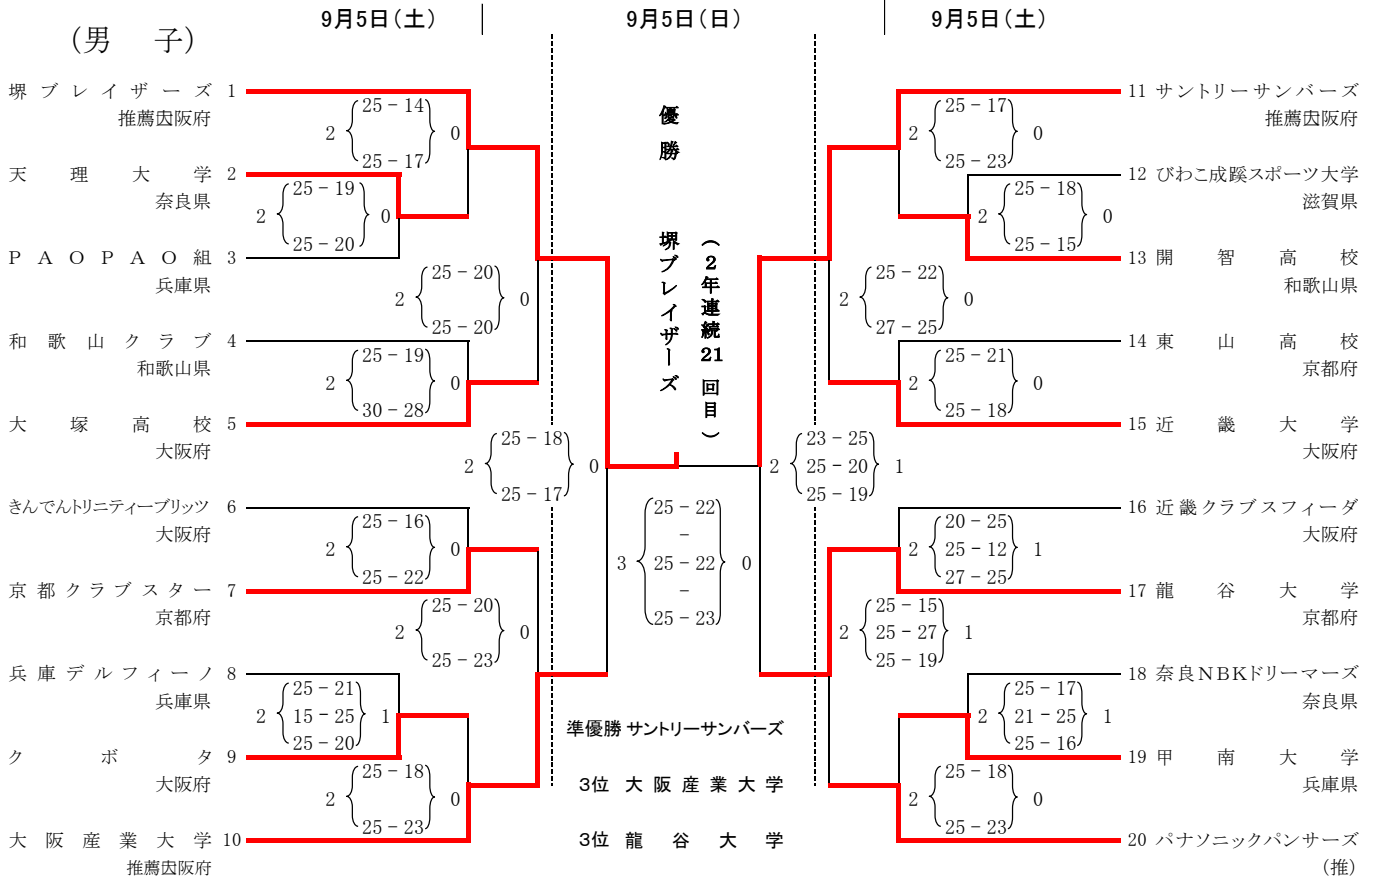 9月5日(土)
9月5日(日)
9月5日(土)
(男 子)
堺ブレイザーズ 1
推薦 大阪府
25-14
2 0
25-17
天理大学 2
奈良県
25-19
2 0
25-20
PAOPAO組 3
兵庫県
25-20
2 0
25-20
和歌山クラブ 4
和歌山県
25-19
2 0
30-28
大塚高校 5
大阪府
25-18
2 0
25-17
きんでんトリニティーブリッツ 6
大阪府
25-16
2 0
25-22
京都クラブスター 7
京都府
25-20
2 0
25-23
兵庫デルフィーノ 8
兵庫県
25-21
2 15-25 1
25-20
クボタ 9
大阪府
25-18
2 0
25-23
大阪産業大学 10
推薦 大阪府
優勝 堺ブレイザーズ
(2年連続21回目)
25-22
-
3 25-22 0
-
25-23
準優勝 サントリーサンバーズ
3位 大阪産業大学
3位 龍谷大学
11 サントリーサンバーズ
推薦 大阪府
25-17
2 0
25-23
12 びわこ成蹊スポーツ大学
滋賀県
25-18
2 0
25-15
13 開智高校
和歌山県
25-22
2 0
27-25
14 東山高校
京都府
25-21
2 0
25-18
15 近畿大学
大阪府
23-25
2 25-20 1
25-19
16 近畿クラブスフィーダ
大阪府
20-25
2 25-12 1
27-25
17 龍谷大学
京都府
25-15
2 25-27 1
25-19
18 奈良NBKドリーマーズ
奈良県
25-17
2 21-25 1
25-16
19 甲南大学
兵庫県
25-18
2 0
25-23
20 パナソニックパンサーズ
(推)